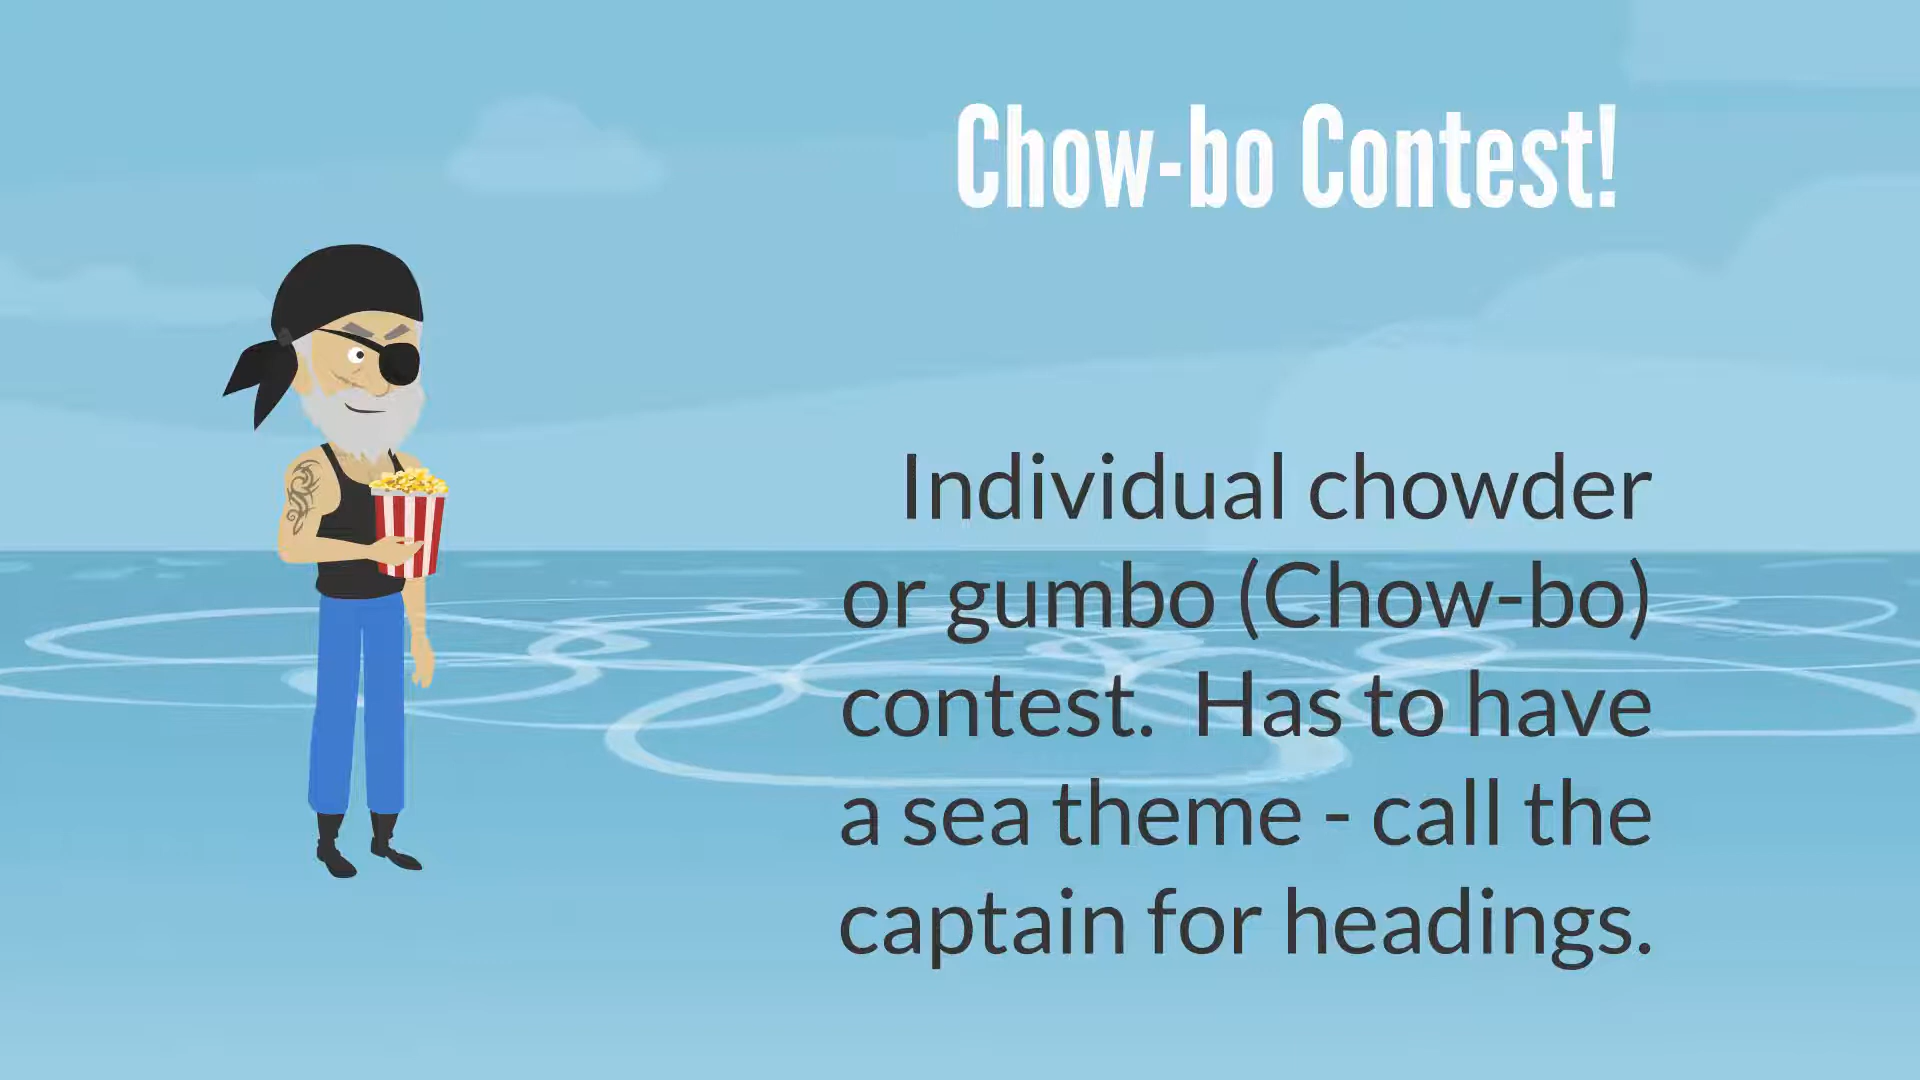 Chow-bo Contest!
Individual chowder
or gumbo (Chow-bo)
contest.  Has to have
a sea theme - call the
captain for headings.